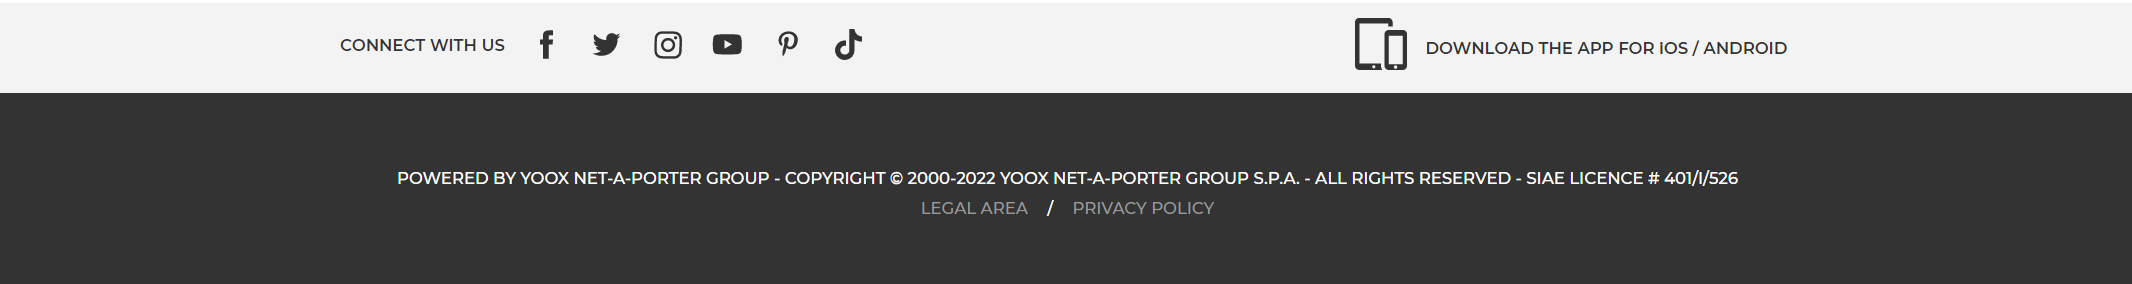 CONNECT WITH US
DOWNLOAD THE APP FOR iOS / ANDROID
POWERED BY YOOX NET-A-PORTER GROUP - COPYRIGHT © 2000-2022 YOOX NET-A-PORTER GROUP S.P.A. - ALL RIGHTS RESERVED - SIAE LICENCE # 401/I/526
LEGAL AREA / PRIVACY POLICY